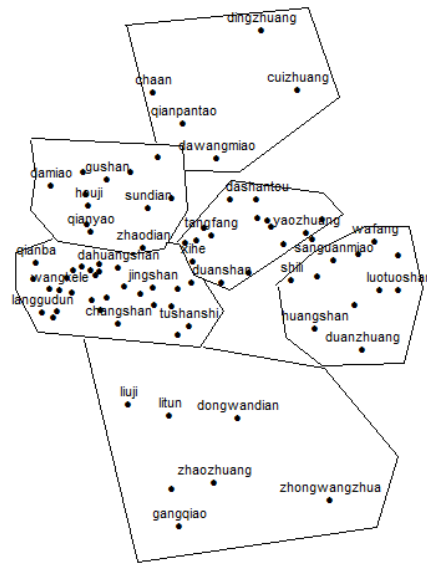 dingzhuang
chaan
cuizhuang
qianpantao
dawangmiao
damiao
gushan
houji
sundian
qianyao
zhaodian
dashantou
tangfang
yaozhuang
xihe
duanshan
sanguanmiao
wafang
shili
luotuoshan
huangshan
duanzhuang
qianba
dahuangshan
wangkele
jingshan
langgudun
changshan
tushanshi
liuji
litun
dongwandian
zhaozhuang
zhongwangzhua
gangqiao